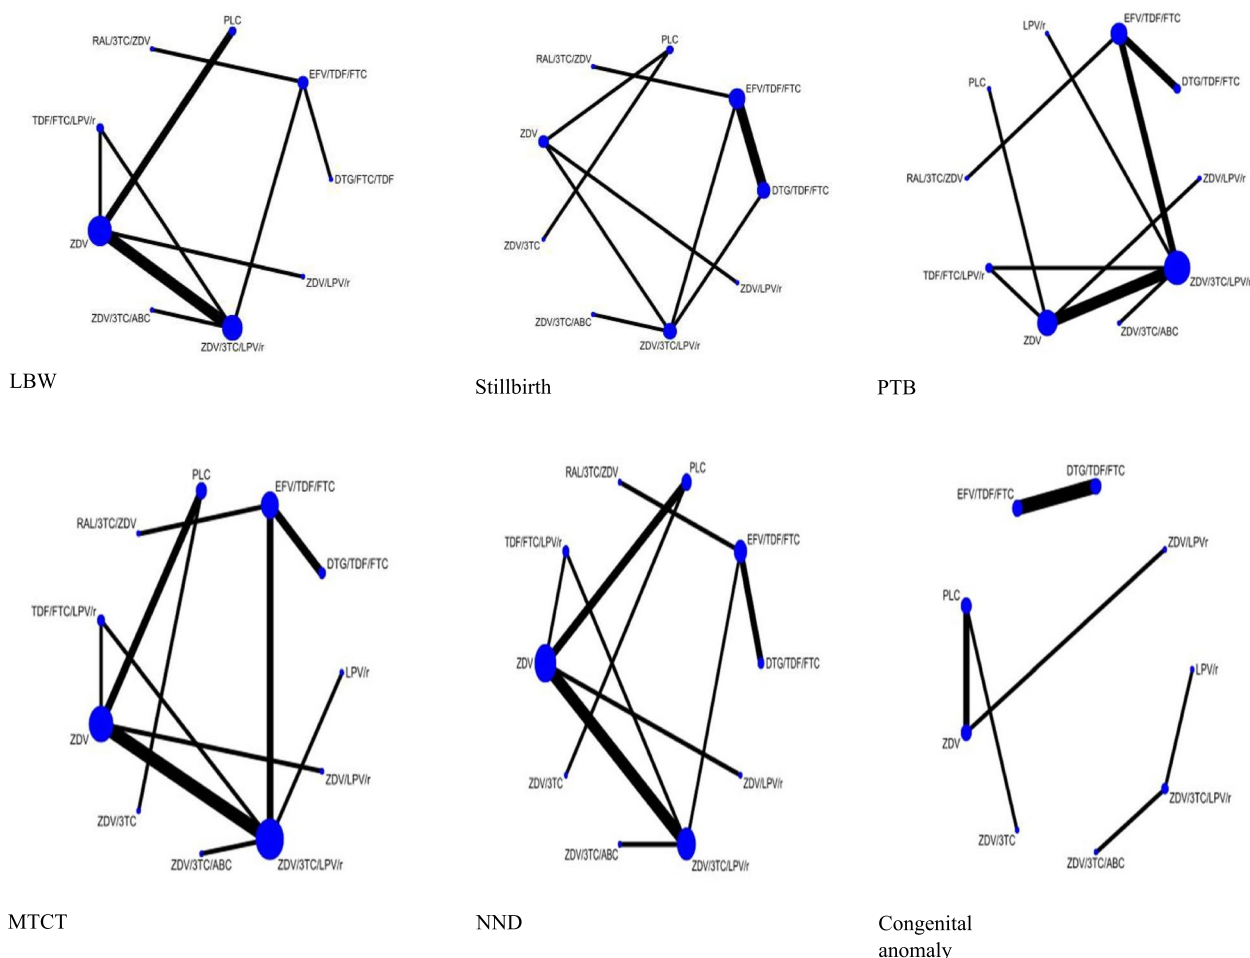 PLC
RAL/3TC/ZDV
EFV/TDF/FTC
TDF/FTC/LPV/r
DTG/FTC/TDF
ZDV
ZDV/LPV/r
ZDV/3TC/ABC
ZDV/3TC/LPV/r
LBW
PLC
RAL/3TC/ZDV
EFV/TDF/FTC
ZDV
DTG/TDF/FTC
ZDV/3TC
ZDV/LPV/r
ZDV/3TC/ABC
ZDV/3TC/LPV/r
Stillbirth
EFV/TDF/FTC
LPV/r
PLC
DTG/TDF/FTC
RAL/3TC/ZDV
ZDV/LPV/r
TDF/FTC/LPV/r
ZDV/3TC/LPV/r
ZDV
ZDV/3TC/ABC
PTB
PLC
EFV/TDF/FTC
RAL/3TC/ZDV
DTG/TDF/FTC
TDF/FTC/LPV/r
LPV/r
ZDV
ZDV/LPV/r
ZDV/3TC
ZDV/3TC/ABC
ZDV/3TC/LPV/r
MTCT
PLC
RAL/3TC/ZDV
TDF/FTC/LPV/r
EFV/TDF/FTC
ZDV
DTG/TDF/FTC
ZDV/3TC
ZDV/LPV/r
ZDV/3TC/ABC
ZDV/3TC/LPV/r
NND
DTG/TDF/FTC
EFV/TDF/FTC
ZDV/LPVr
PLC
LPV/r
ZDV
ZDV/3TC/LPV/r
ZDV/3TC
ZDV/3TC/ABC
Congenital
anomaly